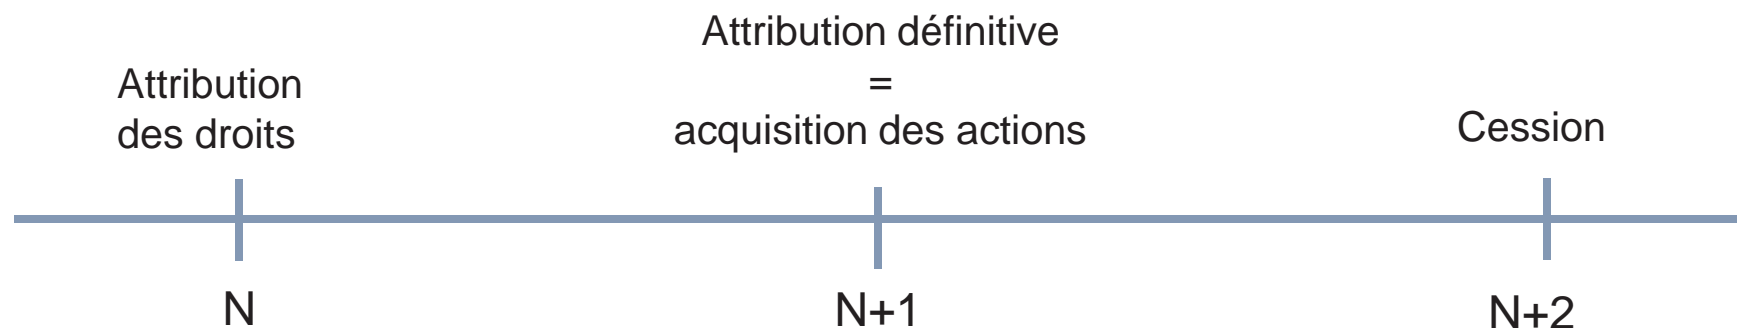 Attribution
des droits
Attribution définitive
=
acquisition des actions
Cession
N
N+1
N+2